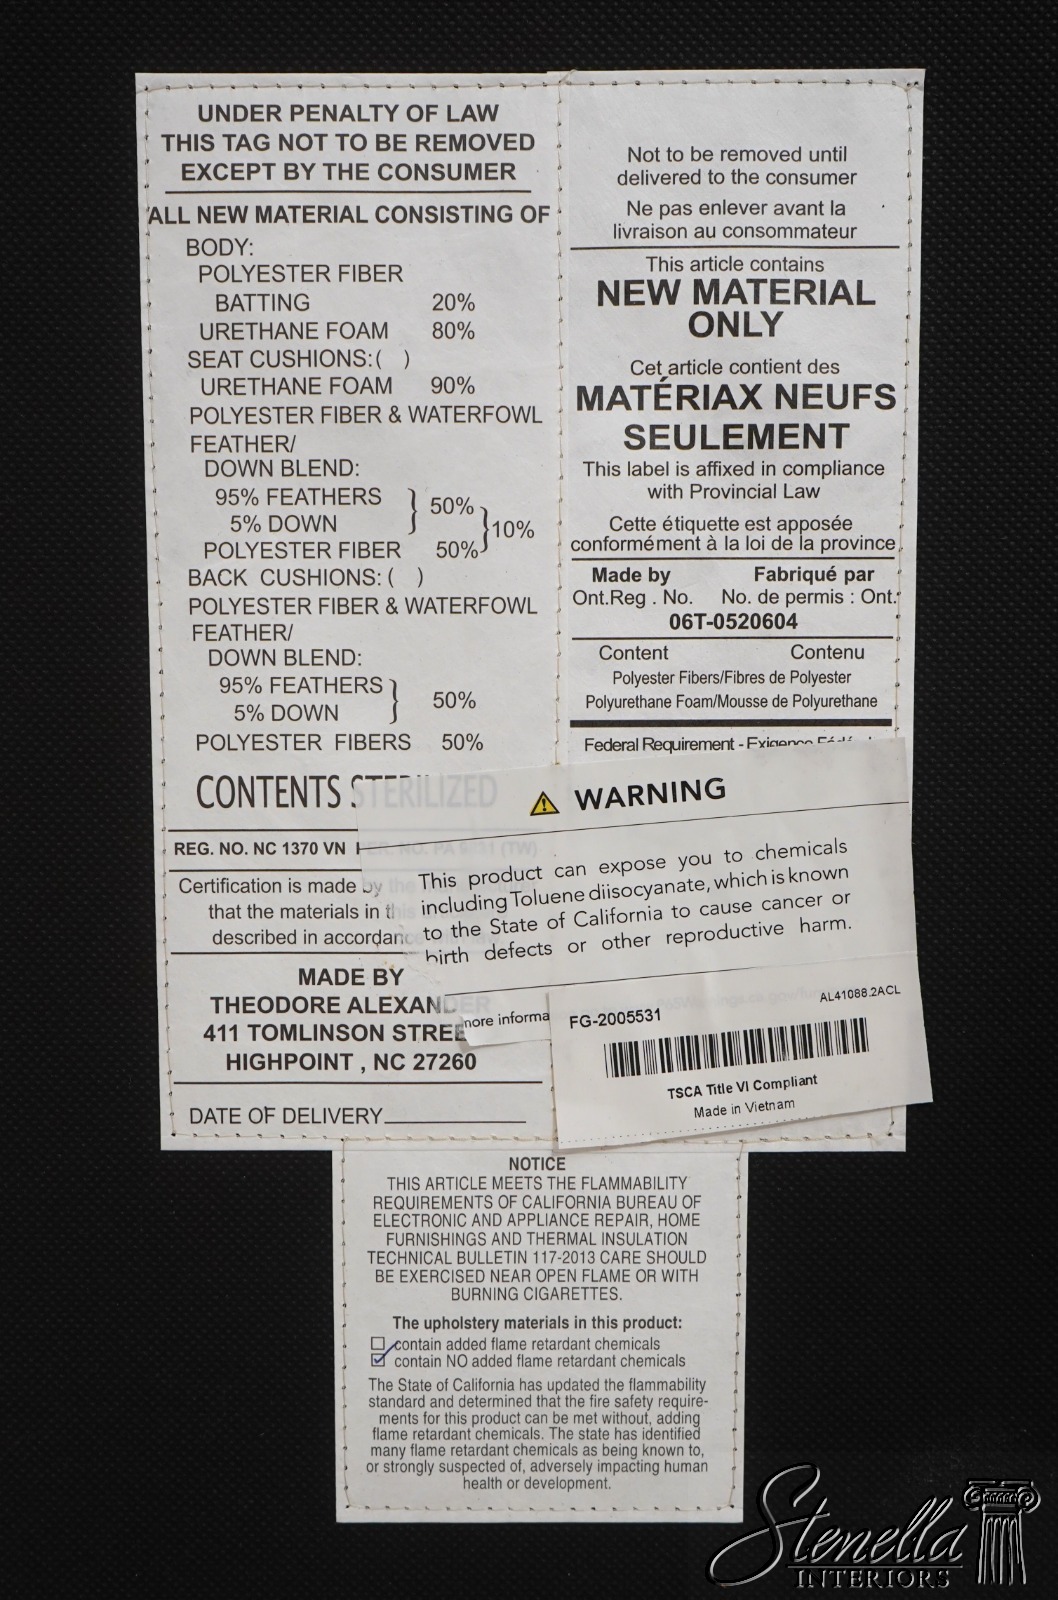 UNDER PENALTY OF LAW
THIS TAG NOT TO BE REMOVED
EXCEPT BY THE CONSUMER
ALL NEW MATERIAL CONSISTING OF
BODY:
POLYESTER FIBER
BATTING 20%
URETHANE FOAM 80%
SEAT CUSHIONS:( )
URETHANE FOAM 90%
POLYESTER FIBER & WATERFOWL
FEATHER/
DOWN BLEND:
95% FEATHERS } 50%
5% DOWN } 10%
POLYESTER FIBER 50%
BACK CUSHIONS: ( )
POLYESTER FIBER & WATERFOWL
FEATHER/
DOWN BLEND:
95% FEATHERS
5% DOWN } 50%
POLYESTER FIBERS 50%
CONTENTS STERILIZED
REG. NO. NC 1370 VN
Certification is made by the manufacturer
that the materials in this
described in accordance
MADE BY
THEODORE ALEXANDER
411 TOMLINSON STREE
HIGHPOINT , NC 27260
DATE OF DELIVERY
Not to be removed until
delivered to the consumer
Ne pas enlever avant la
livraison au consommateur
This article contains
NEW MATERIAL
ONLY
Cet article contient des
MATÉRIAX NEUFS
SEULEMENT
This label is affixed in compliance
with Provincial Law
Cette étiquette est apposée
conformément à la loi de la province
Made by Fabriqué par
Ont.Reg . No. No. de permis : Ont.
06T-0520604
Content Contenu
Polyester Fibers/Fibres de Polyester
Polyurethane Foam/Mousse de Polyurethane
Federal Requirement - Exigence
WARNING
This product can expose you to chemicals
including Toluene diisocyanate, which is known
to the State of California to cause cancer or
birth defects or other reproductive harm.
more informa
FG-2005531 AL41088.2ACL
TSCA Title VI Compliant
Made in Vietnam
NOTICE
THIS ARTICLE MEETS THE FLAMMABILITY
REQUIREMENTS OF CALIFORNIA BUREAU OF
ELECTRONIC AND APPLIANCE REPAIR, HOME
FURNISHINGS AND THERMAL INSULATION
TECHNICAL BULLETIN 117-2013 CARE SHOULD
BE EXERCISED NEAR OPEN FLAME OR WITH
BURNING CIGARETTES.
The upholstery materials in this product:
contain added flame retardant chemicals
contain NO added flame retardant chemicals
The State of California has updated the flammability
standard and determined that the fire safety require-
ments for this product can be met without, adding
flame retardant chemicals. The state has identified
many flame retardant chemicals as being known to,
or strongly suspected of, adversely impacting human
health or development.
Stenella
INTERIORS